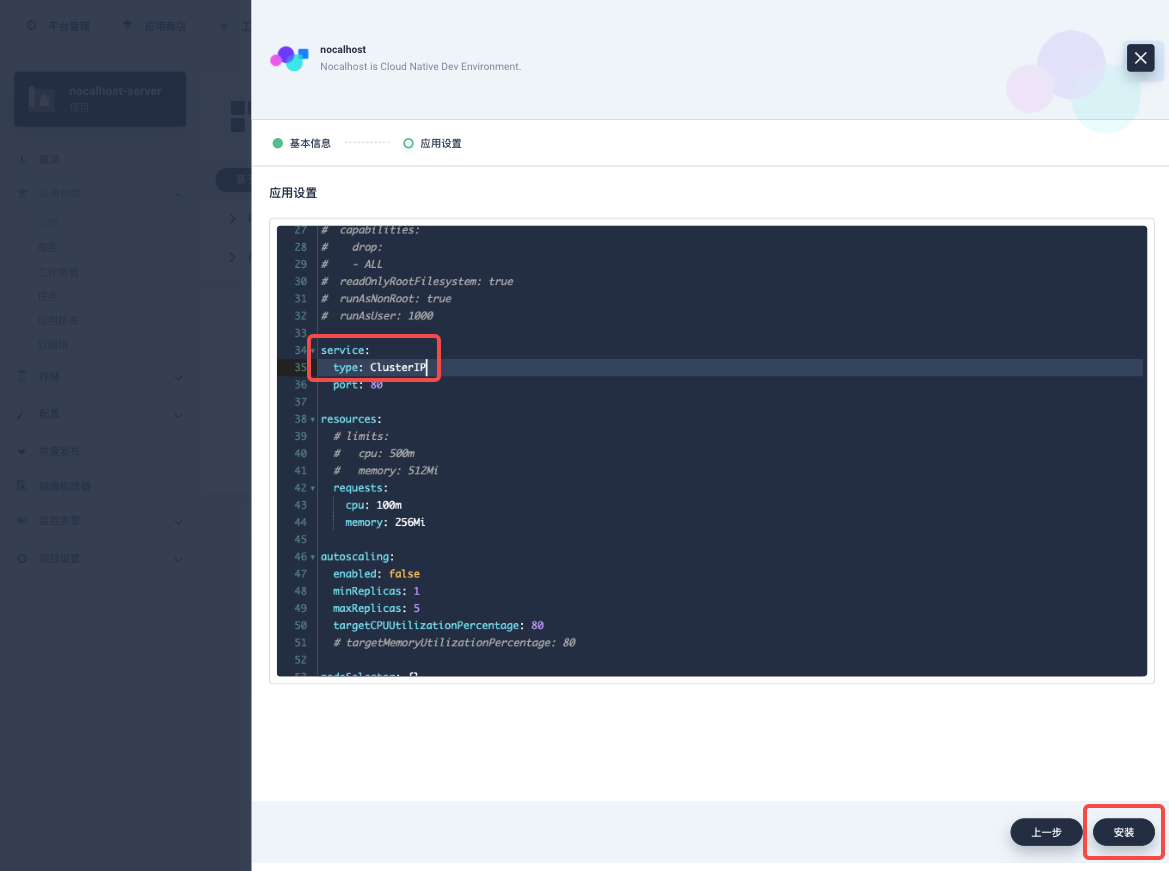 平台管理
应用商店
工
nocalhost-server
项目
概览
应用负载
应用
服务
工作负载
任务
应用路由
容器组
存储
配置
灰度发布
镜像构建器
监控告警
项目设置
nocalhost
Nocalhost is Cloud Native Dev Environment.
基本信息
应用设置
应用设置
27 #  capabilities:
28 #    drop:
29 #    - ALL
30 #  readOnlyRootFilesystem: true
31 #  runAsNonRoot: true
32 #  runAsUser: 1000
33
34 service:
35   type: ClusterIP
36   port: 80
37
38 resources:
39   # limits:
40   #   cpu: 500m
41   #   memory: 512Mi
42   requests:
43     cpu: 100m
44     memory: 256Mi
45
46 autoscaling:
47   enabled: false
48   minReplicas: 1
49   maxReplicas: 5
50   targetCPUUtilizationPercentage: 80
51   # targetMemoryUtilizationPercentage: 80
52
53 nodeSelector: {}
上一步
安装